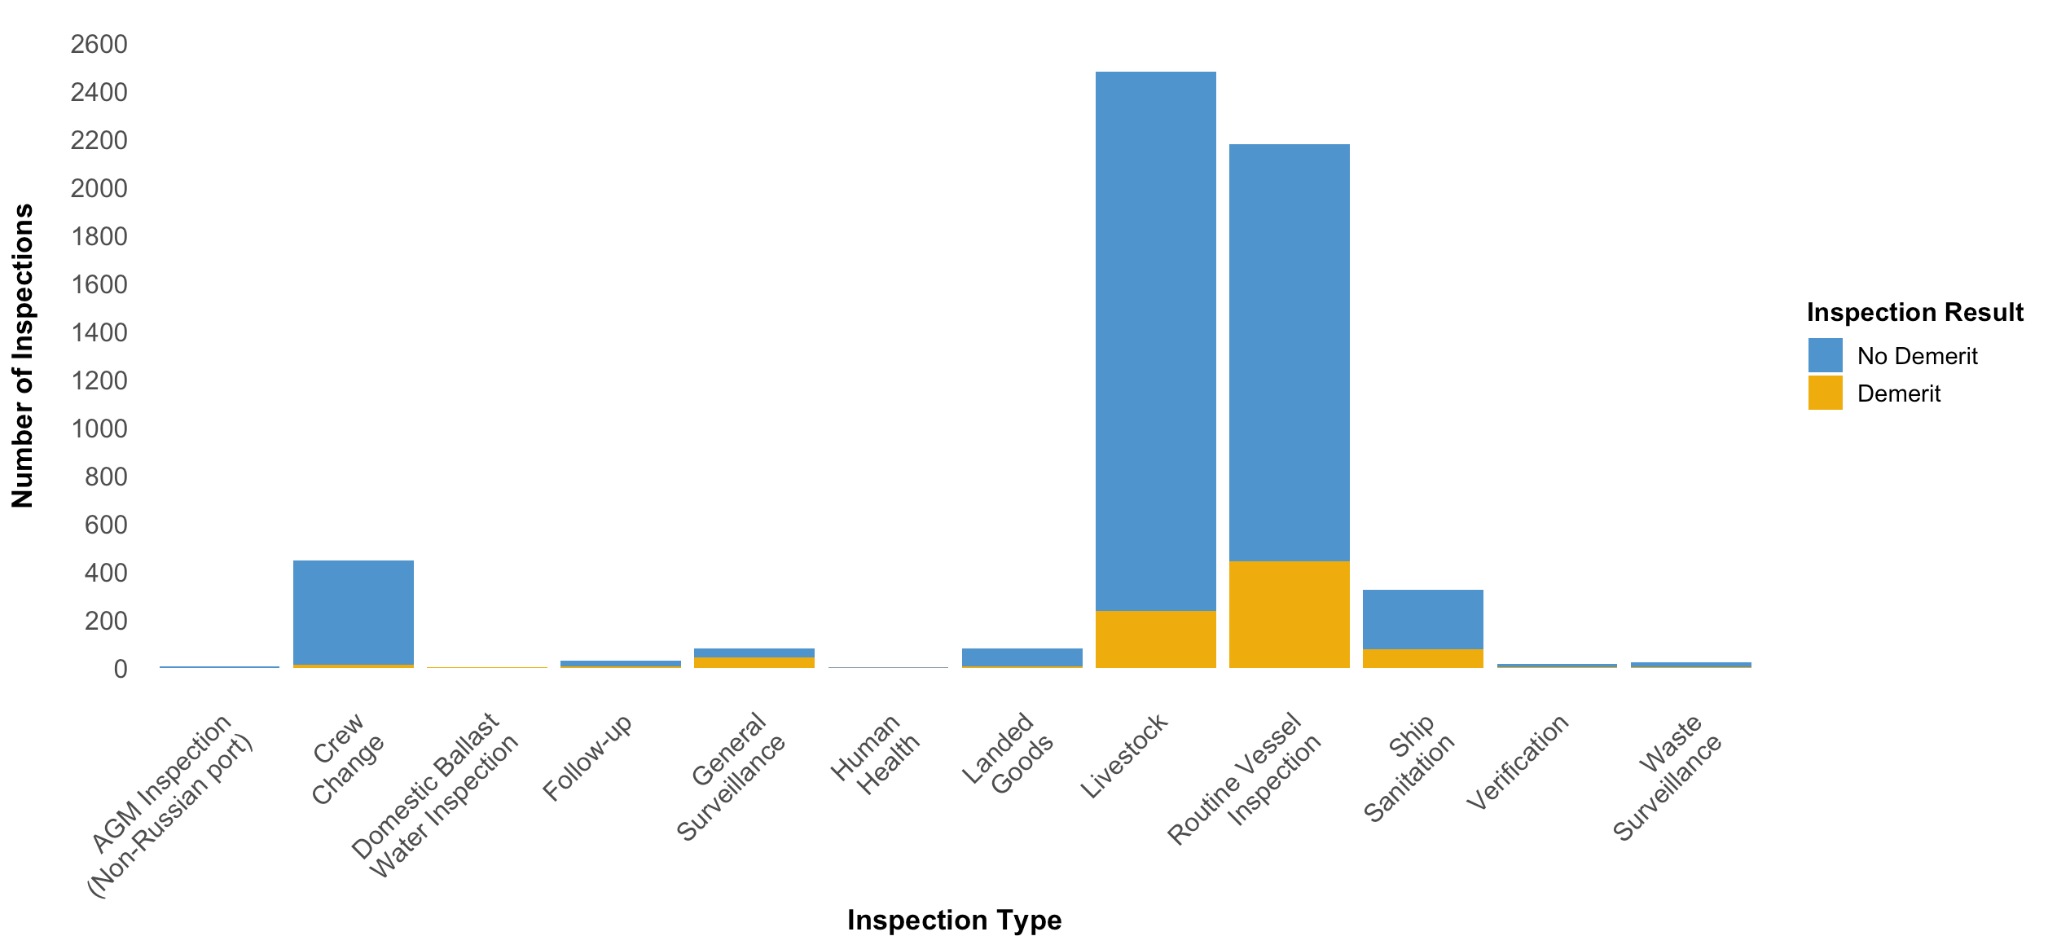 Number of Inspections
2600
2400
2200
2000
1800
1600
1400
1200
1000
800
600
400
200
0
AGM Inspection
(Non-Russian port)
Crew
Change
Domestic Ballast
Water Inspection
Follow-up
General
Surveillance
Human
Health
Landed
Goods
Livestock
Routine Vessel
Inspection
Ship
Sanitation
Verification
Waste
Surveillance
Inspection Type
Inspection Result
No Demerit
Demerit